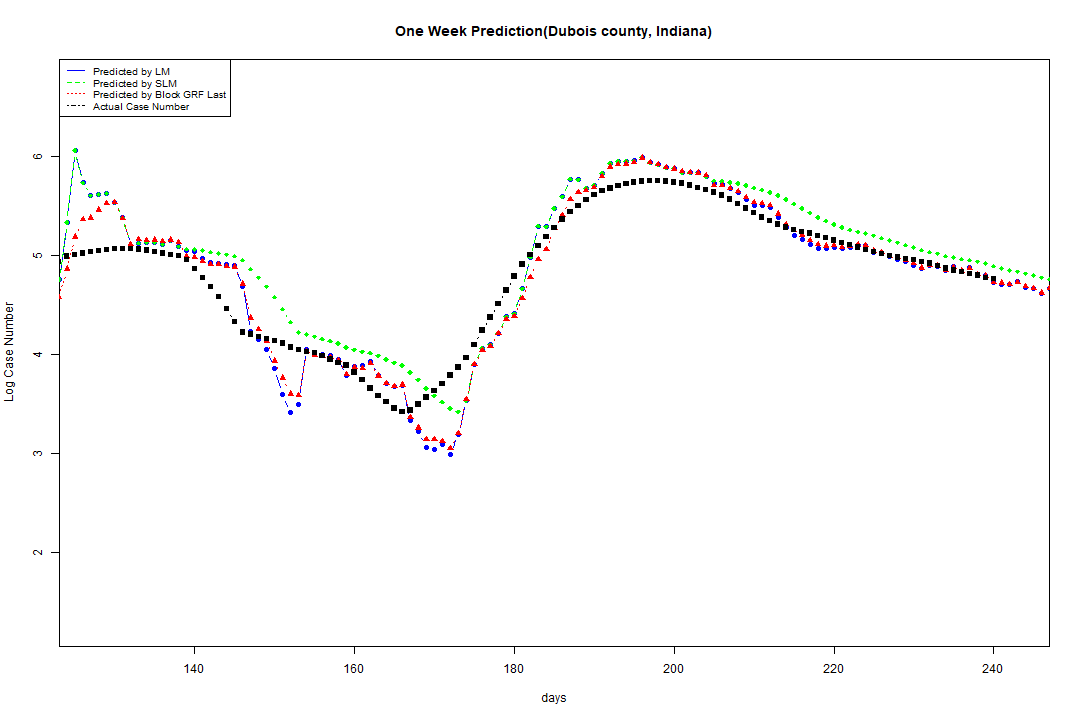 One Week Prediction(Dubois county, Indiana)
Predicted by LM
Predicted by SLM
Predicted by Block GRF Last
Actual Case Number
Log Case Number
6
5
4
3
2
140 160 180 200 220 240
days